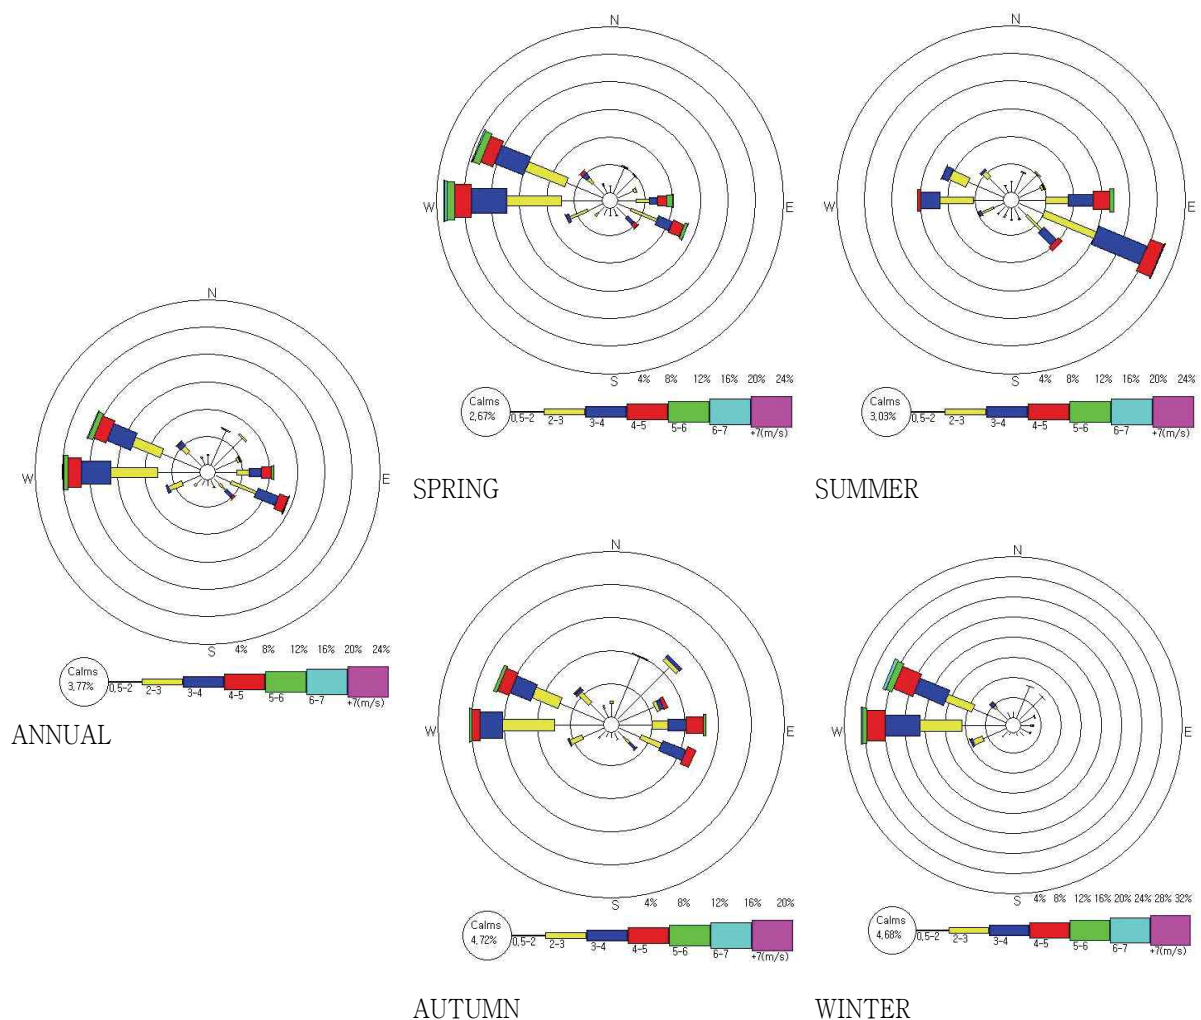 N
W
E
S
4% 8% 12% 16% 20% 24%
Calms
2,67%
0,5-2 2-3 3-4 4-5 5-6 6-7 +7(m/s)
SPRING
N
W
E
S
4% 8% 12% 16% 20% 24%
Calms
3,03%
0,5-2 2-3 3-4 4-5 5-6 6-7 +7(m/s)
SUMMER
N
W
E
S
4% 8% 12% 16% 20% 24%
Calms
3,77%
0,5-2 2-3 3-4 4-5 5-6 6-7 +7(m/s)
ANNUAL
N
W
E
S
4% 8% 12% 16% 20%
Calms
4,72%
0,5-2 2-3 3-4 4-5 5-6 6-7 +7(m/s)
AUTUMN
N
W
E
S
4% 8% 12% 16% 20% 24% 28% 32%
Calms
4,68%
0,5-2 2-3 3-4 4-5 5-6 6-7 +7(m/s)
WINTER